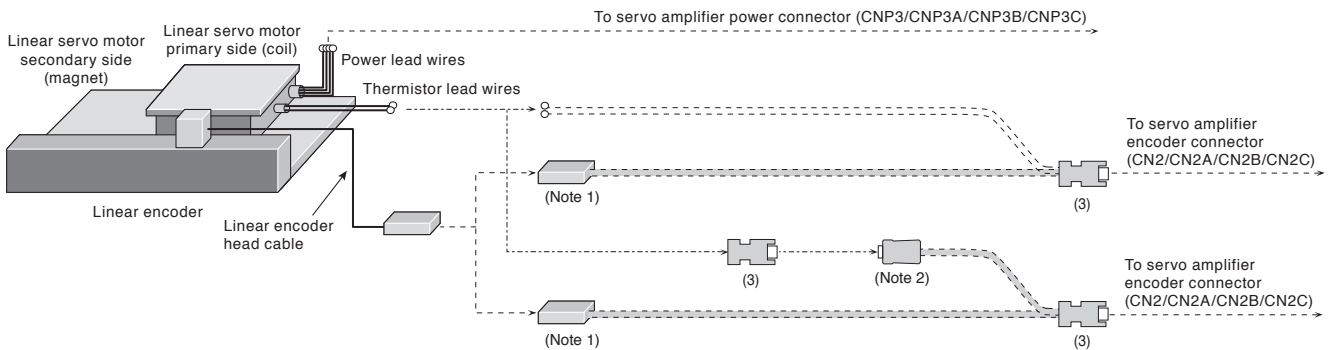 To servo amplifier power connector (CNP3/CNP3A/CNP3B/CNP3C)
Linear servo motor
secondary side
(magnet)
Linear servo motor
primary side (coil)
Power lead wires
Thermistor lead wires
To servo amplifier
encoder connector
(CN2/CN2A/CN2B/CN2C)
(Note 1)
(3)
Linear encoder
Linear encoder
head cable
(3)
(Note 2)
To servo amplifier
encoder connector
(CN2/CN2A/CN2B/CN2C)
(Note 1)
(3)